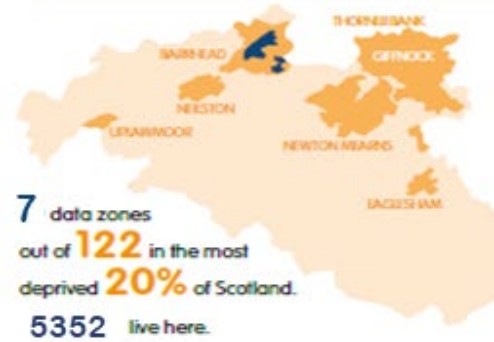 THORNLIEBANK
BARRHEAD
GIFFNOCK
NEILSTON
UPLAWMOOR
NEWTON MEARNS
EAGLESHAM
7 data zones
out of 122 in the most
deprived 20% of Scotland.
5352 live here.